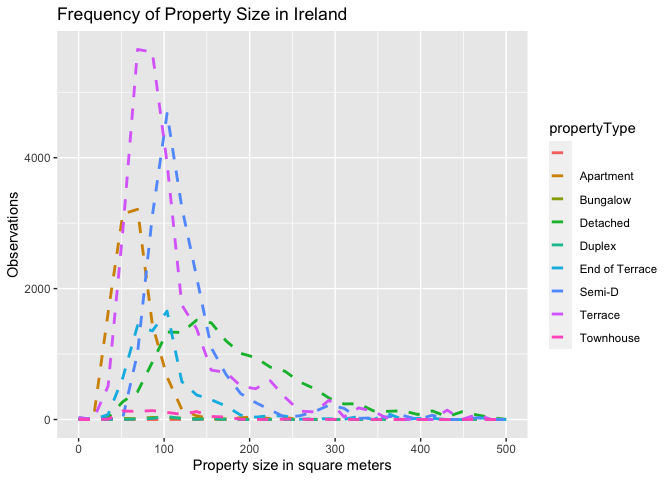 Frequency of Property Size in Ireland
4000
2000
0
Observations
0
100
200
300
400
500
Property size in square meters
propertyType
Apartment
Bungalow
Detached
Duplex
End of Terrace
Semi-D
Terrace
Townhouse